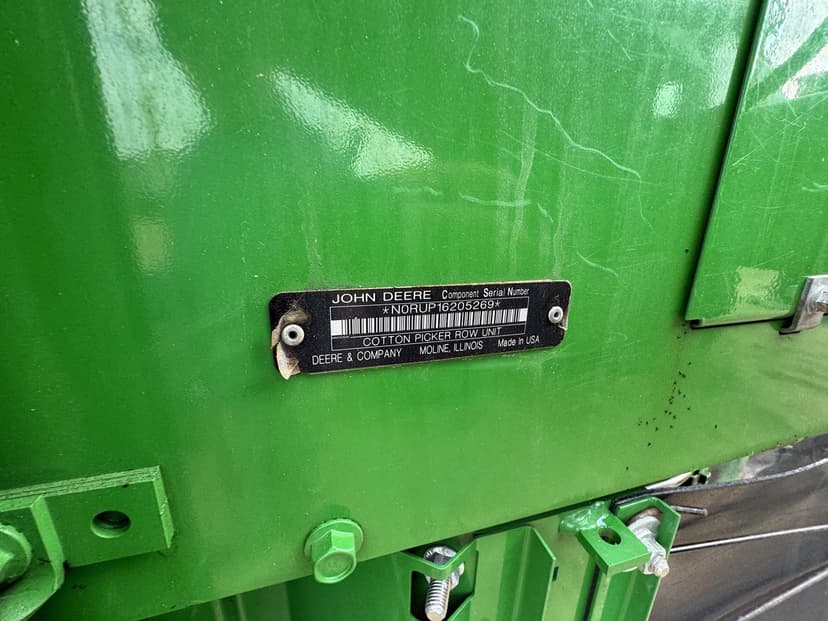 JOHN DEERE Component Serial Number
*N0RUP16205269*
COTTON PICKER ROW UNIT
DEERE & COMPANY MOLINE, ILLINOIS Made In USA